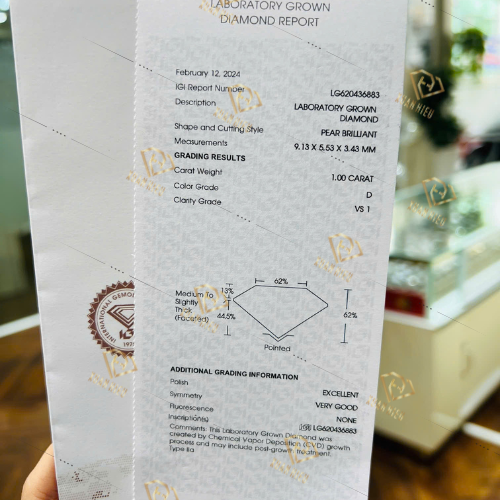 LABORATORY GROWN
DIAMOND REPORT
February 12, 2024
IGI Report Number LG620436883
Description LABORATORY GROWN
DIAMOND
Shape and Cutting Style PEAR BRILLIANT
Measurements 9.13 X 5.53 X 3.43 MM
GRADING RESULTS
Carat Weight 1.00 CARAT
Color Grade D
Clarity Grade VS 1
62%
Medium To
Slightly
Thick
(Faceted)
13%
44.5%
62%
Pointed
ADDITIONAL GRADING INFORMATION
Polish EXCELLENT
Symmetry VERY GOOD
Fluorescence NONE
Inscription(s) LG620436883
Comments: This Laboratory Grown Diamond was
created by Chemical Vapor Deposition (CVD) growth
process and may include post-growth treatment.
Type IIa
INTERNATIONAL